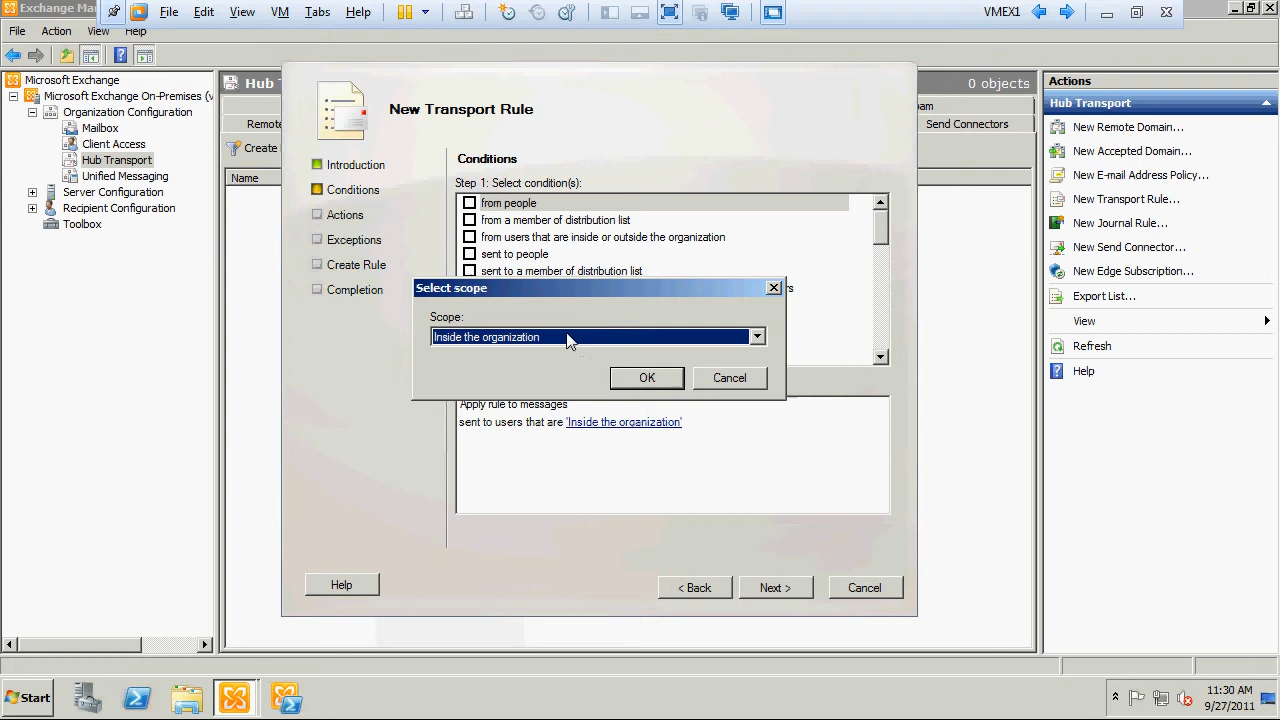 Exchange Ma
File Edit View VM Tabs Help
VMEX1
File Action View Help
Microsoft Exchange
Microsoft Exchange On-Premises (v
Organization Configuration
Mailbox
Client Access
Hub Transport
Unified Messaging
Server Configuration
Recipient Configuration
Toolbox
Hub T
0 objects
Remote
Send Connectors
Create
Name
New Transport Rule
Introduction
Conditions
Actions
Exceptions
Create Rule
Completion
Conditions
Step 1: Select condition(s):
from people
from a member of distribution list
from users that are inside or outside the organization
sent to people
sent to a member of distribution list
Select scope
Scope:
Inside the organization
OK Cancel
Apply rule to messages
sent to users that are 'Inside the organization'
Help
< Back Next > Cancel
Actions
Hub Transport
New Remote Domain...
New Accepted Domain...
New E-mail Address Policy...
New Transport Rule...
New Journal Rule...
New Send Connector...
New Edge Subscription...
Export List...
View
Refresh
Help
Start
11:30 AM
9/27/2011